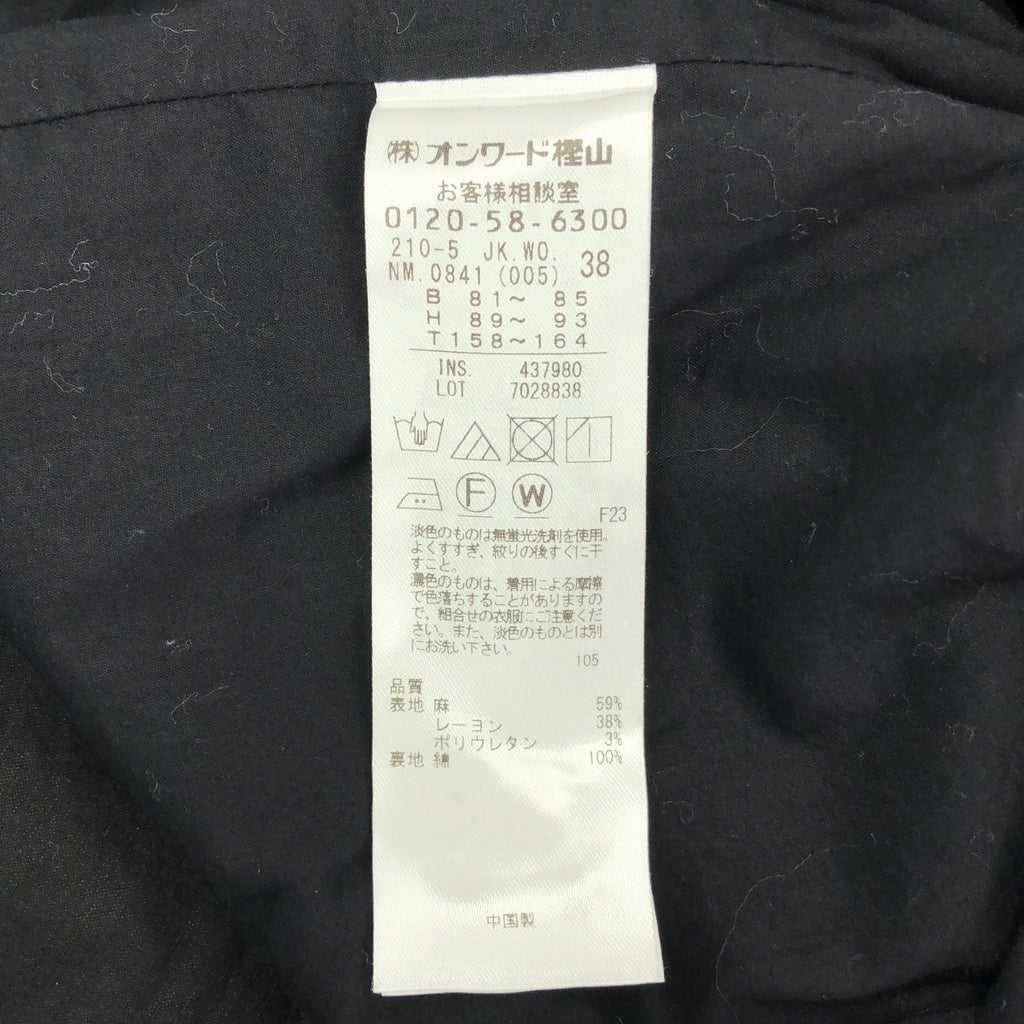 (株)オンワード樫山
お客様相談室
0120-58-6300
210-5 JK.WO.
NM.0841 (005) 38
B 81～ 85
H 89～ 93
T158～164
INS. 437980
LOT 7028838
F W
F23
淡色のものは無蛍光洗剤を使用。
よくすすぎ、絞りの後すぐに干
すこと。
濃色のものは、着用による摩擦
で色落ちすることがありますの
で、組合せの衣服にご注意くだ
さい。また、淡色のものとは別
にお洗い下さい。
105
品質
表地 麻 59%
レーヨン 38%
ポリウレタン 3%
裏地 綿 100%
中国製